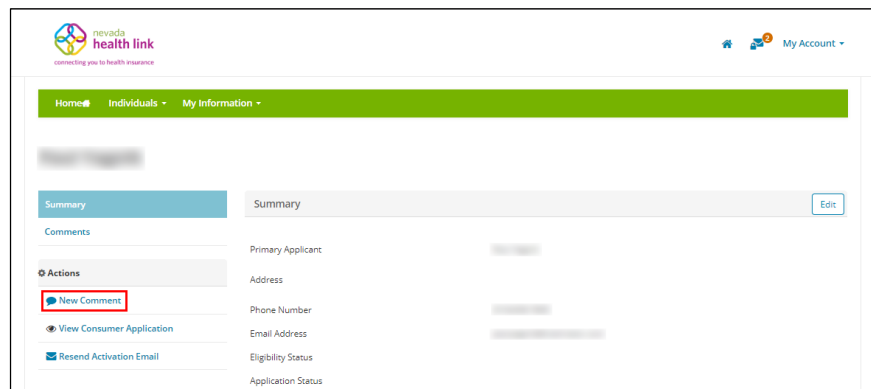 nevada
health link
connecting you to health insurance
2
My Account
Home
Individuals
My Information
Summary
Comments
Actions
New Comment
View Consumer Application
Resend Activation Email
Summary
Edit
Primary Applicant
Address
Phone Number
Email Address
Eligibility Status
Application Status